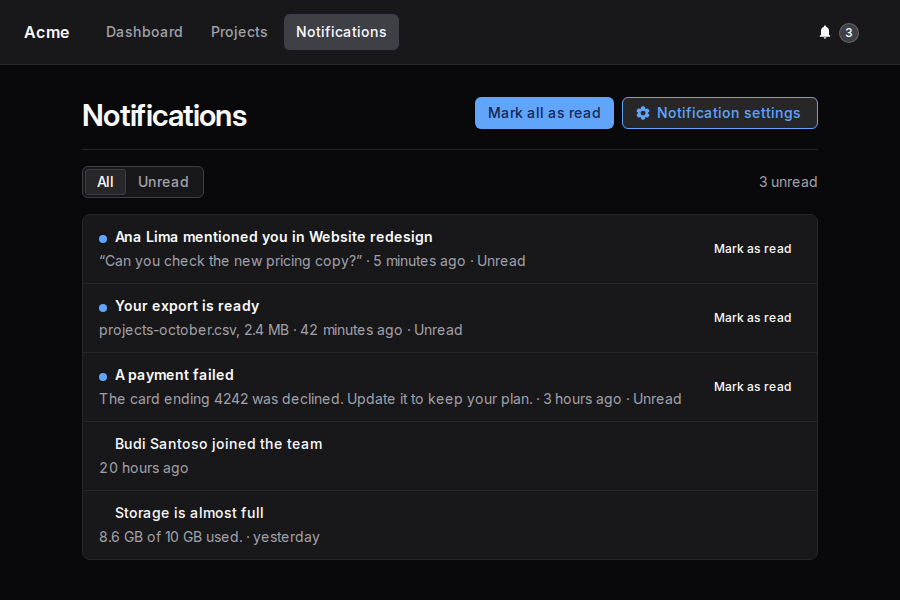 Acme Dashboard Projects Notifications 3
Notifications Mark all as read Notification settings
All Unread 3 unread
Ana Lima mentioned you in Website redesign
“Can you check the new pricing copy?” · 5 minutes ago · Unread
Mark as read
Your export is ready
projects-october.csv, 2.4 MB · 42 minutes ago · Unread
Mark as read
A payment failed
The card ending 4242 was declined. Update it to keep your plan. · 3 hours ago · Unread
Mark as read
Budi Santoso joined the team
20 hours ago
Storage is almost full
8.6 GB of 10 GB used. · yesterday